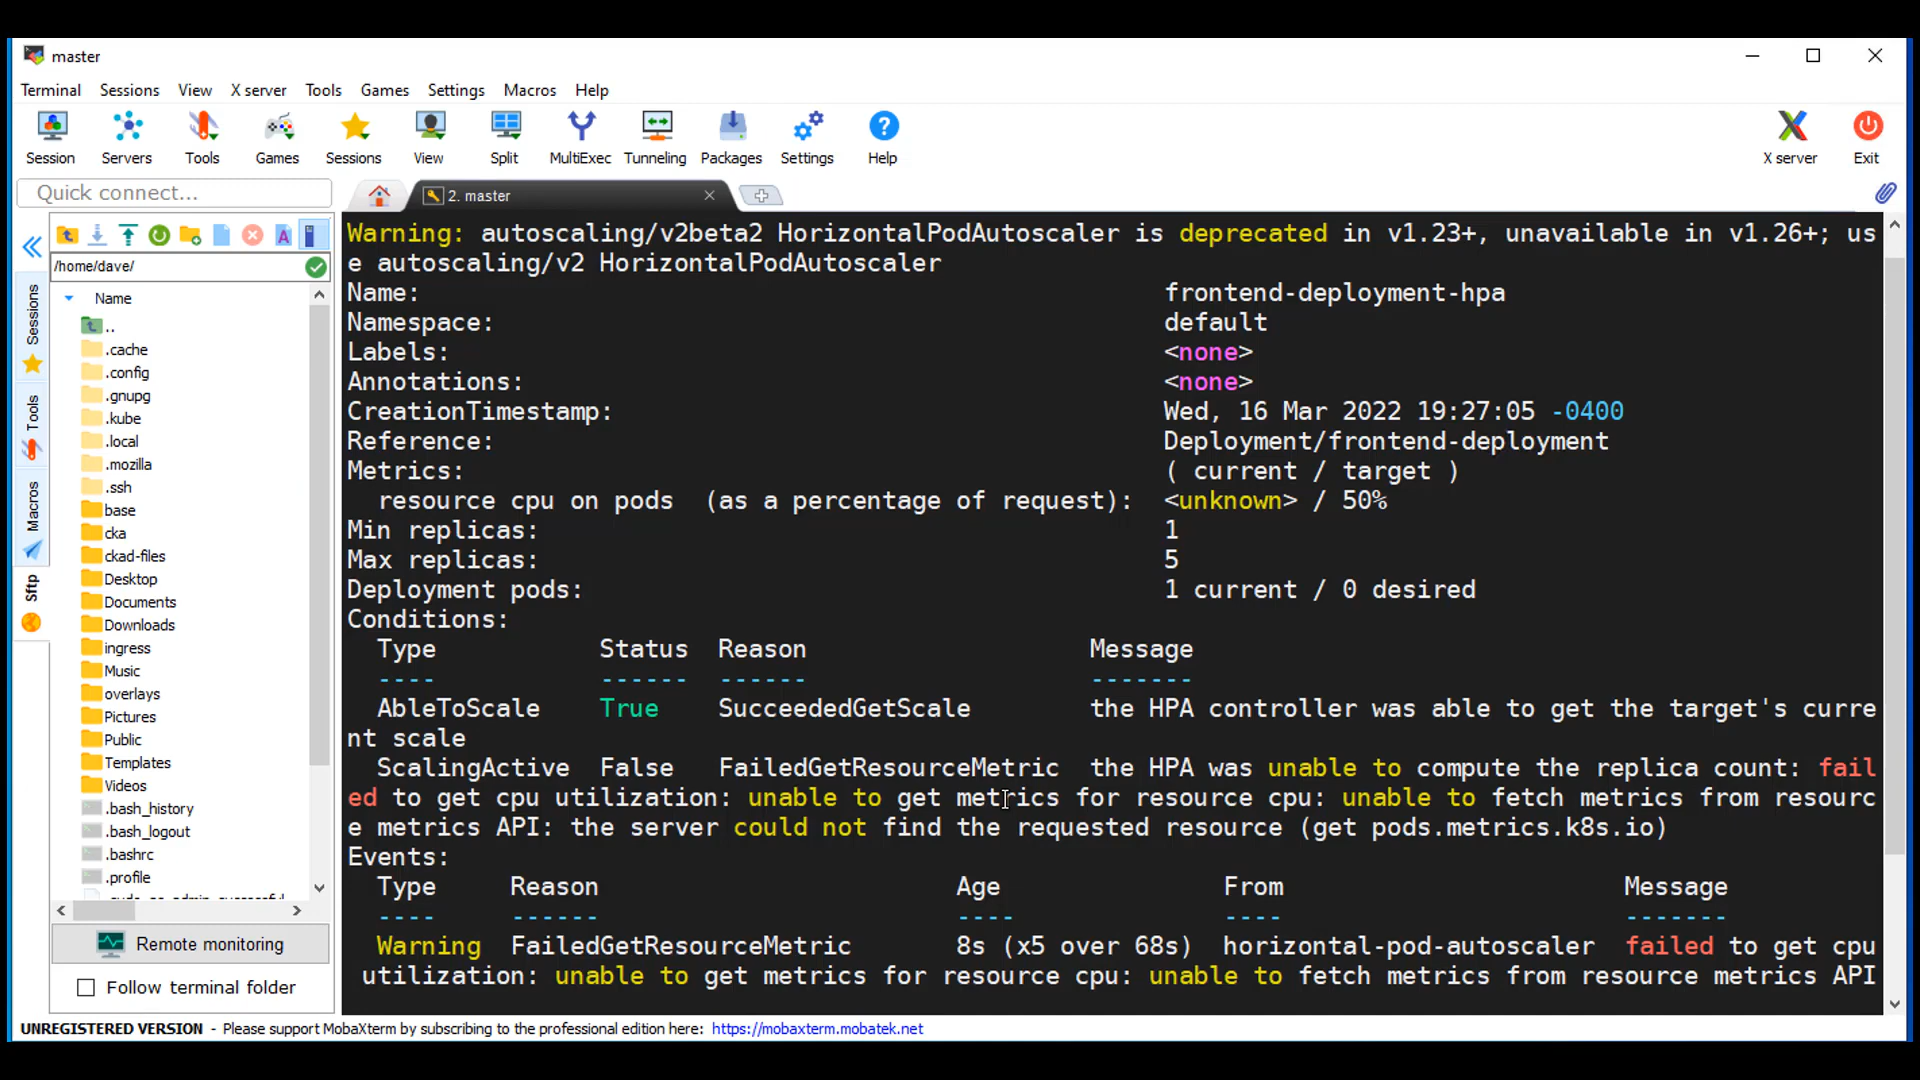 master
Terminal Sessions View X server Tools Games Settings Macros Help
Session Servers Tools Games Sessions View Split MultiExec Tunneling Packages Settings Help X server Exit
Quick connect...
2. master
/home/dave/
Name
..
.cache
.config
.gnupg
.kube
.local
.mozilla
.ssh
base
cka
ckad-files
Desktop
Documents
Downloads
ingress
Music
overlays
Pictures
Public
Templates
Videos
.bash_history
.bash_logout
.bashrc
.profile
Sessions
Tools
Macros
Sftp
Remote monitoring
Follow terminal folder
Warning: autoscaling/v2beta2 HorizontalPodAutoscaler is deprecated in v1.23+, unavailable in v1.26+; us
e autoscaling/v2 HorizontalPodAutoscaler
Name: frontend-deployment-hpa
Namespace: default
Labels: <none>
Annotations: <none>
CreationTimestamp: Wed, 16 Mar 2022 19:27:05 -0400
Reference: Deployment/frontend-deployment
Metrics: ( current / target )
resource cpu on pods (as a percentage of request): <unknown> / 50%
Min replicas: 1
Max replicas: 5
Deployment pods: 1 current / 0 desired
Conditions:
Type Status Reason Message
---- ------ ------ -------
AbleToScale True SucceededGetScale the HPA controller was able to get the target's curre
nt scale
ScalingActive False FailedGetResourceMetric the HPA was unable to compute the replica count: fail
ed to get cpu utilization: unable to get metrics for resource cpu: unable to fetch metrics from resourc
e metrics API: the server could not find the requested resource (get pods.metrics.k8s.io)
Events:
Type Reason Age From Message
---- ------ ---- ---- -------
Warning FailedGetResourceMetric 8s (x5 over 68s) horizontal-pod-autoscaler failed to get cpu
utilization: unable to get metrics for resource cpu: unable to fetch metrics from resource metrics API
UNREGISTERED VERSION - Please support MobaXterm by subscribing to the professional edition here: https://mobaxterm.mobatek.net